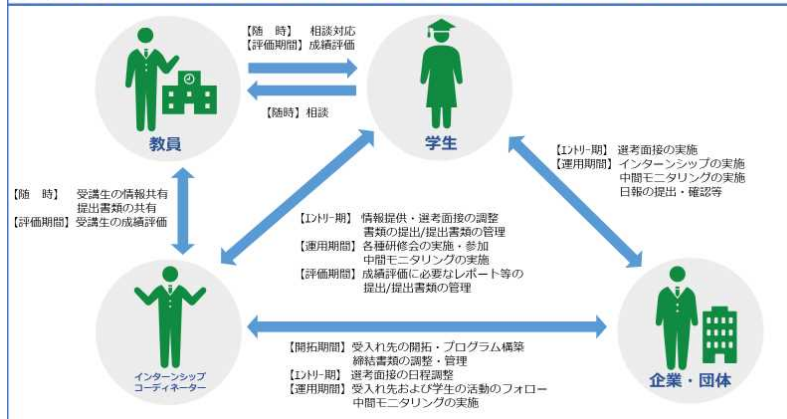 【随　時】　相談対応
【評価期間】成績評価
【随時】相談
教員
学生
【エントリー期】選考面接の実施
【運用期間】インターンシップの実施
中間モニタリングの実施
日報の提出・確認等
【随　時】　受講生の情報共有
提出書類の共有
【評価期間】受講生の成績評価
【エントリー期】情報提供・選考面接の調整
書類の提出/提出書類の管理
【運用期間】各種研修会の実施・参加
中間モニタリングの実施
【評価期間】成績評価に必要なレポート等の
提出/提出書類の管理
インターンシップ
コーディネーター
【開拓期間】受入れ先の開拓・プログラム構築
締結書類の調整・管理
【エントリー期】選考面接の日程調整
【運用期間】受入れ先および学生の活動のフォロー
中間モニタリングの実施
企業・団体